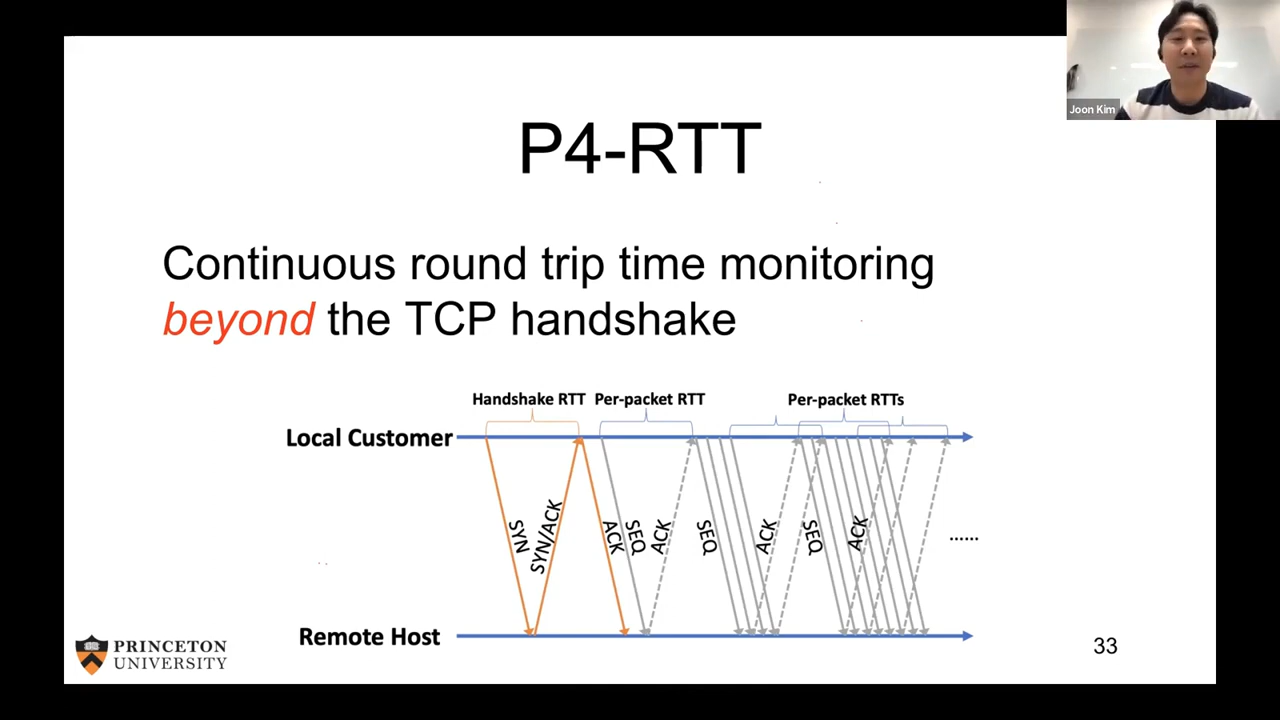 Joon Kim
P4-RTT
Continuous round trip time monitoring
beyond the TCP handshake
Handshake RTT
Per-packet RTT
Per-packet RTTs
Local Customer
SYN
SYN/ACK
ACK
SEQ
ACK
SEQ
ACK
SEQ
ACK
......
Remote Host
PRINCETON
UNIVERSITY
33